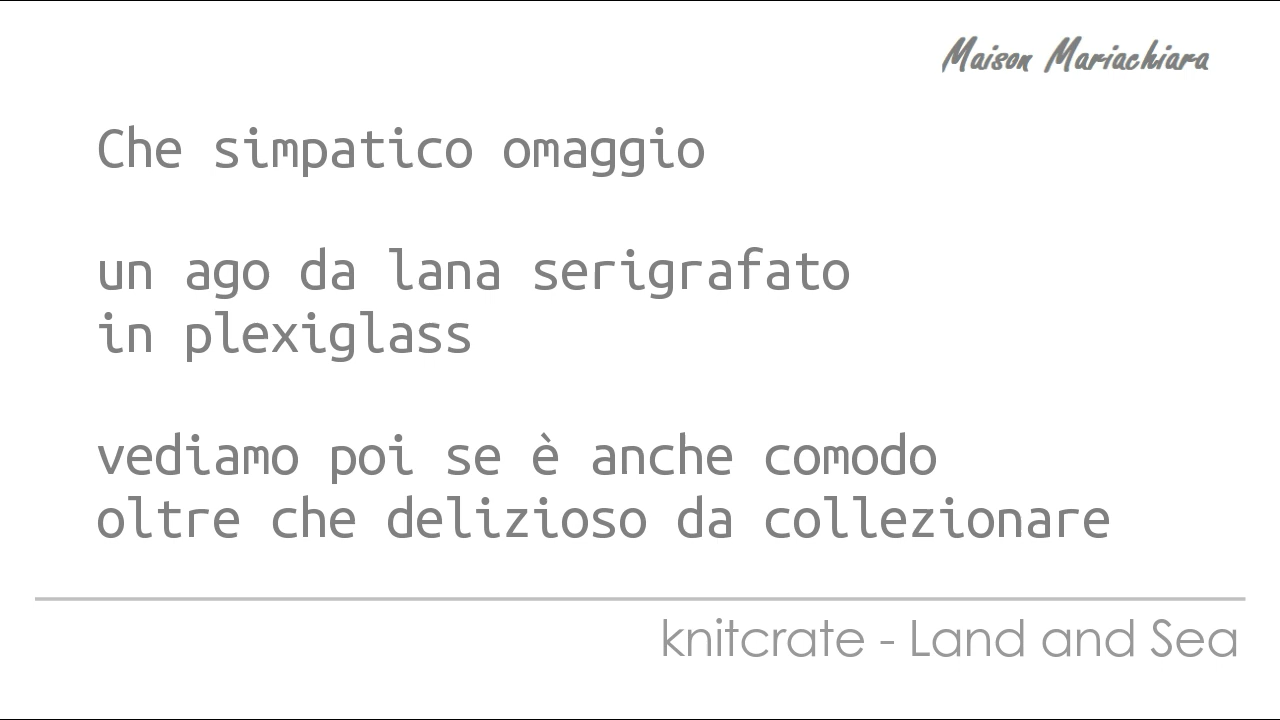 Maison Mariachiara
Che simpatico omaggio
un ago da lana serigrafato
in plexiglass
vediamo poi se è anche comodo
oltre che delizioso da collezionare
knitcrate - Land and Sea